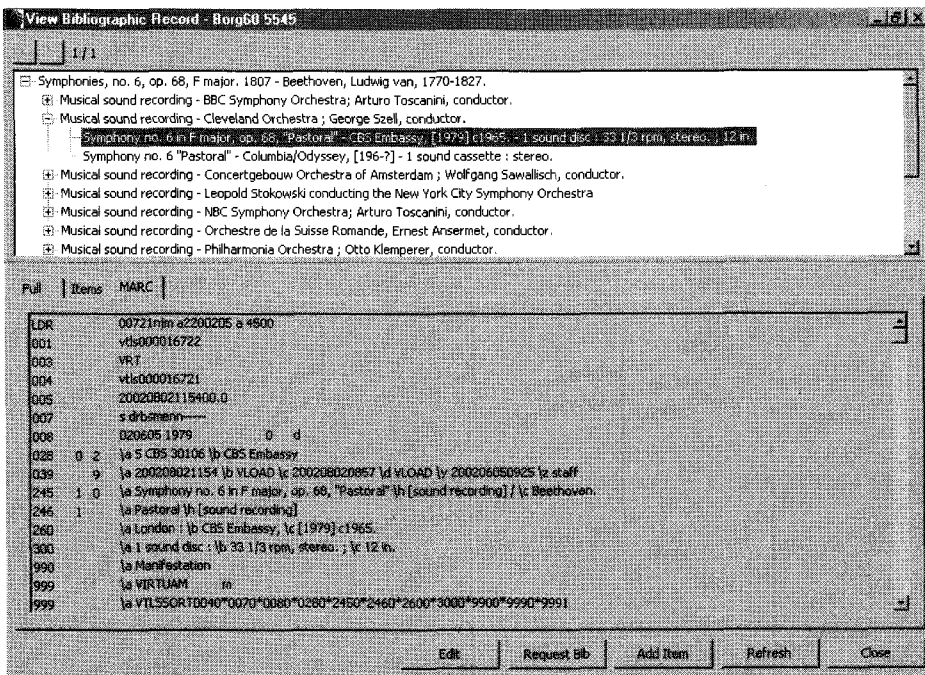 View Bibliographic Record - Borg60 5545
1/1
Symphonies, no. 6, op. 68, F major. 1807 - Beethoven, Ludwig van, 1770-1827.
Musical sound recording - BBC Symphony Orchestra; Arturo Toscanini, conductor.
Musical sound recording - Cleveland Orchestra ; George Szell, conductor.
Symphony no. 6 in F major, op. 68, "Pastoral" - CBS Embassy, [1979] c1965. - 1 sound disc : 33 1/3 rpm, stereo. ; 12 in.
Symphony no. 6 "Pastoral" - Columbia/Odyssey, [196-?] - 1 sound cassette : stereo.
Musical sound recording - Concertgebouw Orchestra of Amsterdam ; Wolfgang Sawallisch, conductor.
Musical sound recording - Leopold Stokowski conducting the New York City Symphony Orchestra
Musical sound recording - NBC Symphony Orchestra; Arturo Toscanini, conductor.
Musical sound recording - Orchestre de la Suisse Romande, Ernest Ansermet, conductor.
Musical sound recording - Philharmonia Orchestra ; Otto Klemperer, conductor.
Full Items MARC
LDR 00721njm a2200205 a 4500
001 vtls000016722
003 VRT
004 vtls000016721
005 20020802115400.0
007 s drbsmenn-----
008 020605 1979 0 d
028 0 2 \a S CBS 30106 \b CBS Embassy
039 9 \a 200208021154 \b VLOAD \c 200208020857 \d VLOAD \y 200206050925 \z staff
245 1 0 \a Symphony no. 6 in F major, op. 68, "Pastoral" \h [sound recording] / \c Beethoven.
246 1 \a Pastoral \h [sound recording]
260 \a London : \b CBS Embassy, \c [1979] c1965.
300 \a 1 sound disc : \b 33 1/3 rpm, stereo. ; \c 12 in.
990 \a Manifestation
999 \a VIRTUAM m
999 \a VTLSSORT0040*0070*0080*0280*2450*2460*2600*3000*9900*9990*9991
Edit Request Bib Add Item Refresh Close